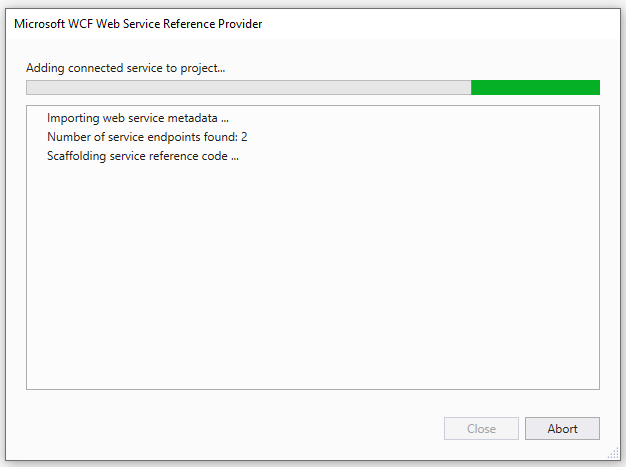 Microsoft WCF Web Service Reference Provider
Adding connected service to project...
Importing web service metadata ...
Number of service endpoints found: 2
Scaffolding service reference code ...
Close
Abort